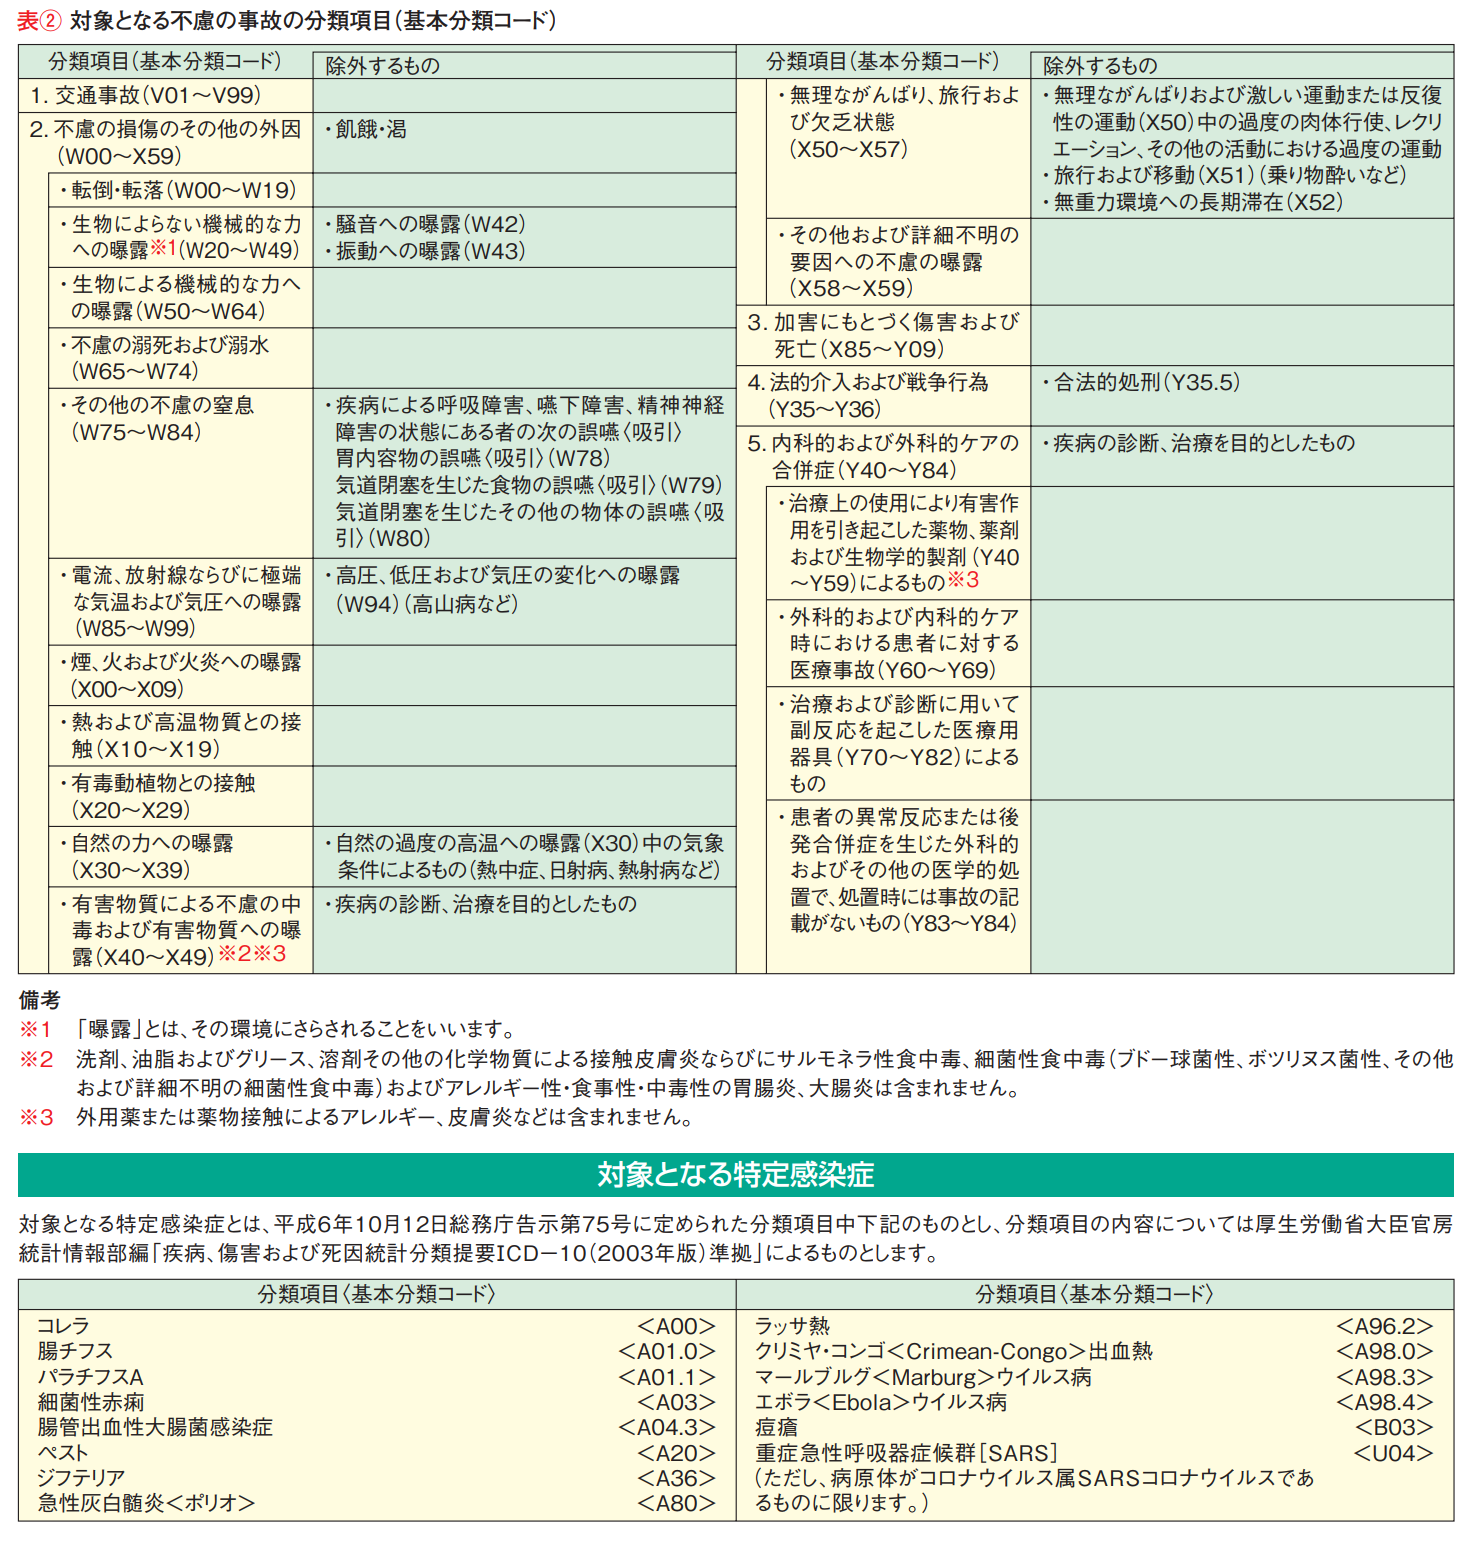 表② 対象となる不慮の事故の分類項目(基本分類コード)
分類項目(基本分類コード)
除外するもの
1. 交通事故(V01～V99)
2. 不慮の損傷のその他の外因
(W00～X59)
・飢餓・渇
・転倒・転落(W00～W19)
・生物によらない機械的な力
への曝露※1(W20～W49)
・騒音への曝露(W42)
・振動への曝露(W43)
・生物による機械的な力へ
の曝露(W50～W64)
・不慮の溺死および溺水
(W65～W74)
・その他の不慮の窒息
(W75～W84)
・疾病による呼吸障害、嚥下障害、精神神経
障害の状態にある者の次の誤嚥〈吸引〉
胃内容物の誤嚥〈吸引〉(W78)
気道閉塞を生じた食物の誤嚥〈吸引〉(W79)
気道閉塞を生じたその他の物体の誤嚥〈吸
引〉(W80)
・電流、放射線ならびに極端
な気温および気圧への曝露
(W85～W99)
・高圧、低圧および気圧の変化への曝露
(W94)(高山病など)
・煙、火および火炎への曝露
(X00～X09)
・熱および高温物質との接
触(X10～X19)
・有毒動植物との接触
(X20～X29)
・自然の力への曝露
(X30～X39)
・自然の過度の高温への曝露(X30)中の気象
条件によるもの(熱中症、日射病、熱射病など)
・有害物質による不慮の中
毒および有害物質への曝
露(X40～X49)※2※3
・疾病の診断、治療を目的としたもの
分類項目(基本分類コード)
除外するもの
・無理ながんばり、旅行およ
び欠乏状態
(X50～X57)
・無理ながんばりおよび激しい運動または反復
性の運動(X50)中の過度の肉体行使、レクリ
エーション、その他の活動における過度の運動
・旅行および移動(X51)(乗り物酔いなど)
・無重力環境への長期滞在(X52)
・その他および詳細不明の
要因への不慮の曝露
(X58～X59)
3. 加害にもとづく傷害および
死亡(X85～Y09)
4. 法的介入および戦争行為
(Y35～Y36)
・合法的処刑(Y35.5)
5. 内科的および外科的ケアの
合併症(Y40～Y84)
・疾病の診断、治療を目的としたもの
・治療上の使用により有害作
用を引き起こした薬物、薬剤
および生物学的製剤(Y40
～Y59)によるもの※3
・外科的および内科的ケア
時における患者に対する
医療事故(Y60～Y69)
・治療および診断に用いて
副反応を起こした医療用
器具(Y70～Y82)による
もの
・患者の異常反応または後
発合併症を生じた外科的
およびその他の医学的処
置で、処置時には事故の記
載がないもの(Y83～Y84)
備考
※1 「曝露」とは、その環境にさらされることをいいます。
※2 洗剤、油脂およびグリース、溶剤その他の化学物質による接触皮膚炎ならびにサルモネラ性食中毒、細菌性食中毒(ブドー球菌性、ボツリヌス菌性、その他
および詳細不明の細菌性食中毒)およびアレルギー性・食事性・中毒性の胃腸炎、大腸炎は含まれません。
※3 外用薬または薬物接触によるアレルギー、皮膚炎などは含まれません。
対象となる特定感染症
対象となる特定感染症とは、平成6年10月12日総務庁告示第75号に定められた分類項目中下記のものとし、分類項目の内容については厚生労働省大臣官房
統計情報部編「疾病、傷害および死因統計分類提要ICD－10(2003年版)準拠」によるものとします。
分類項目〈基本分類コード〉
コレラ <A00>
腸チフス <A01.0>
パラチフスA <A01.1>
細菌性赤痢 <A03>
腸管出血性大腸菌感染症 <A04.3>
ペスト <A20>
ジフテリア <A36>
急性灰白髄炎<ポリオ> <A80>
分類項目〈基本分類コード〉
ラッサ熱 <A96.2>
クリミヤ・コンゴ<Crimean-Congo>出血熱 <A98.0>
マールブルグ<Marburg>ウイルス病 <A98.3>
エボラ<Ebola>ウイルス病 <A98.4>
痘瘡 <B03>
重症急性呼吸器症候群[SARS] <U04>
(ただし、病原体がコロナウイルス属SARSコロナウイルスであ
るものに限ります。)